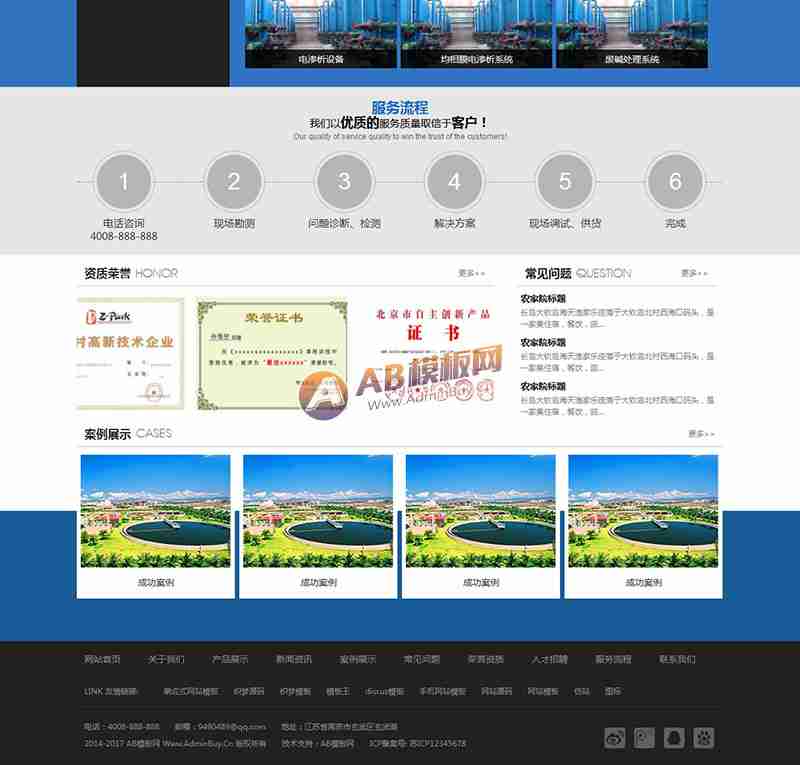 电渗析设备 均相膜电渗析系统 废碱处理系统
服务流程
我们以优质的服务质量取信于客户！
Our quality of service quality to win the trust of the customers!
1 2 3 4 5 6
电话咨询 现场勘测 问题诊断、检测 解决方案 现场调试、供货 完成
4008-888-888
资质荣誉 HONOR 更多>>
Z-Park
村高新技术企业
荣誉证书
北京市自主创新产品
证 书
AB模板网
常见问题 QUESTION 更多>>
农家院标题
长岛大钦岛海天渔家乐座落于大钦岛北村西海口码头，是
一家集住宿，餐饮，田...
农家院标题
长岛大钦岛海天渔家乐座落于大钦岛北村西海口码头，是
一家集住宿，餐饮，田...
农家院标题
长岛大钦岛海天渔家乐座落于大钦岛北村西海口码头，是
一家集住宿，餐饮，田...
案例展示 CASES 更多>>
成功案例 成功案例 成功案例 成功案例
网站首页 关于我们 产品展示 新闻资讯 案例展示 常见问题 荣誉资质 人才招聘 服务流程 联系我们
LINK 友情链接: 响应式网站模板 织梦源码 织梦模板 模板王 discuz模板 手机网站模板 网站源码 网站模板 仿站 图标
电话：4008-888-888 邮箱：9490489@qq.com 地址：江苏省南京市玄武区玄武湖
2014-2017 AB模板网 Www.AdminBuy.Cn 版权所有 技术支持：AB模板网 ICP备案号: 苏ICP12345678